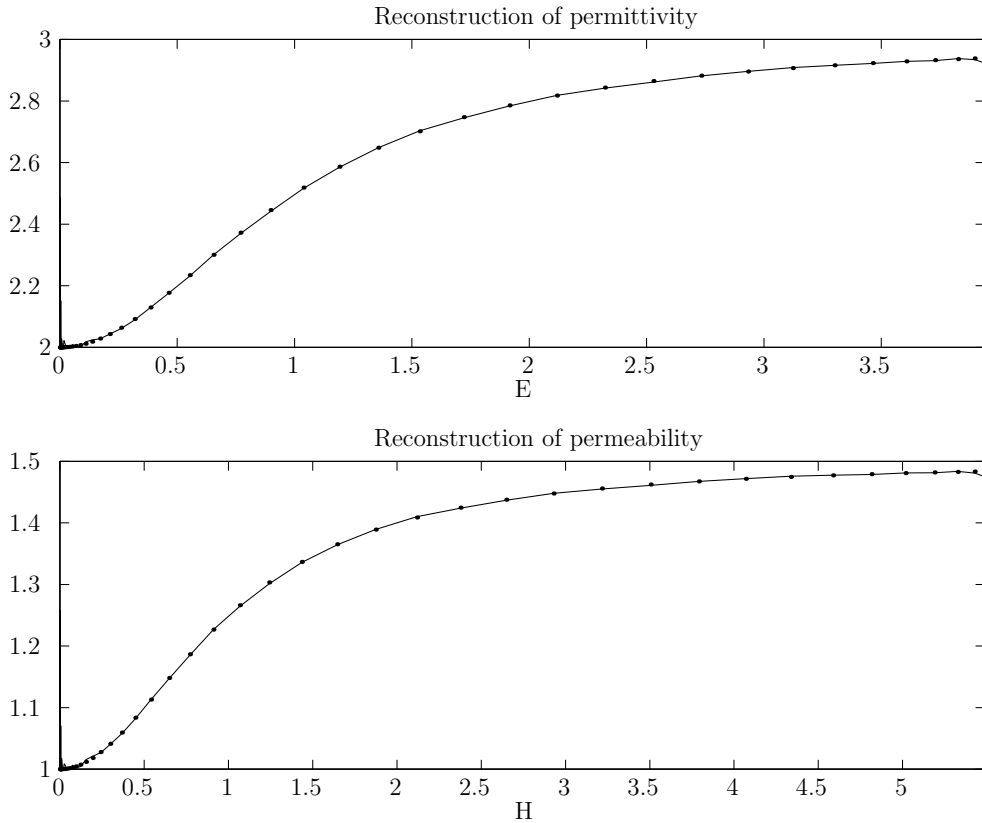 Reconstruction of permittivity
3
2.8
2.6
2.4
2.2
2
0 0.5 1 1.5 2 2.5 3 3.5
E
Reconstruction of permeability
1.5
1.4
1.3
1.2
1.1
1
0 0.5 1 1.5 2 2.5 3 3.5 4 4.5 5
H